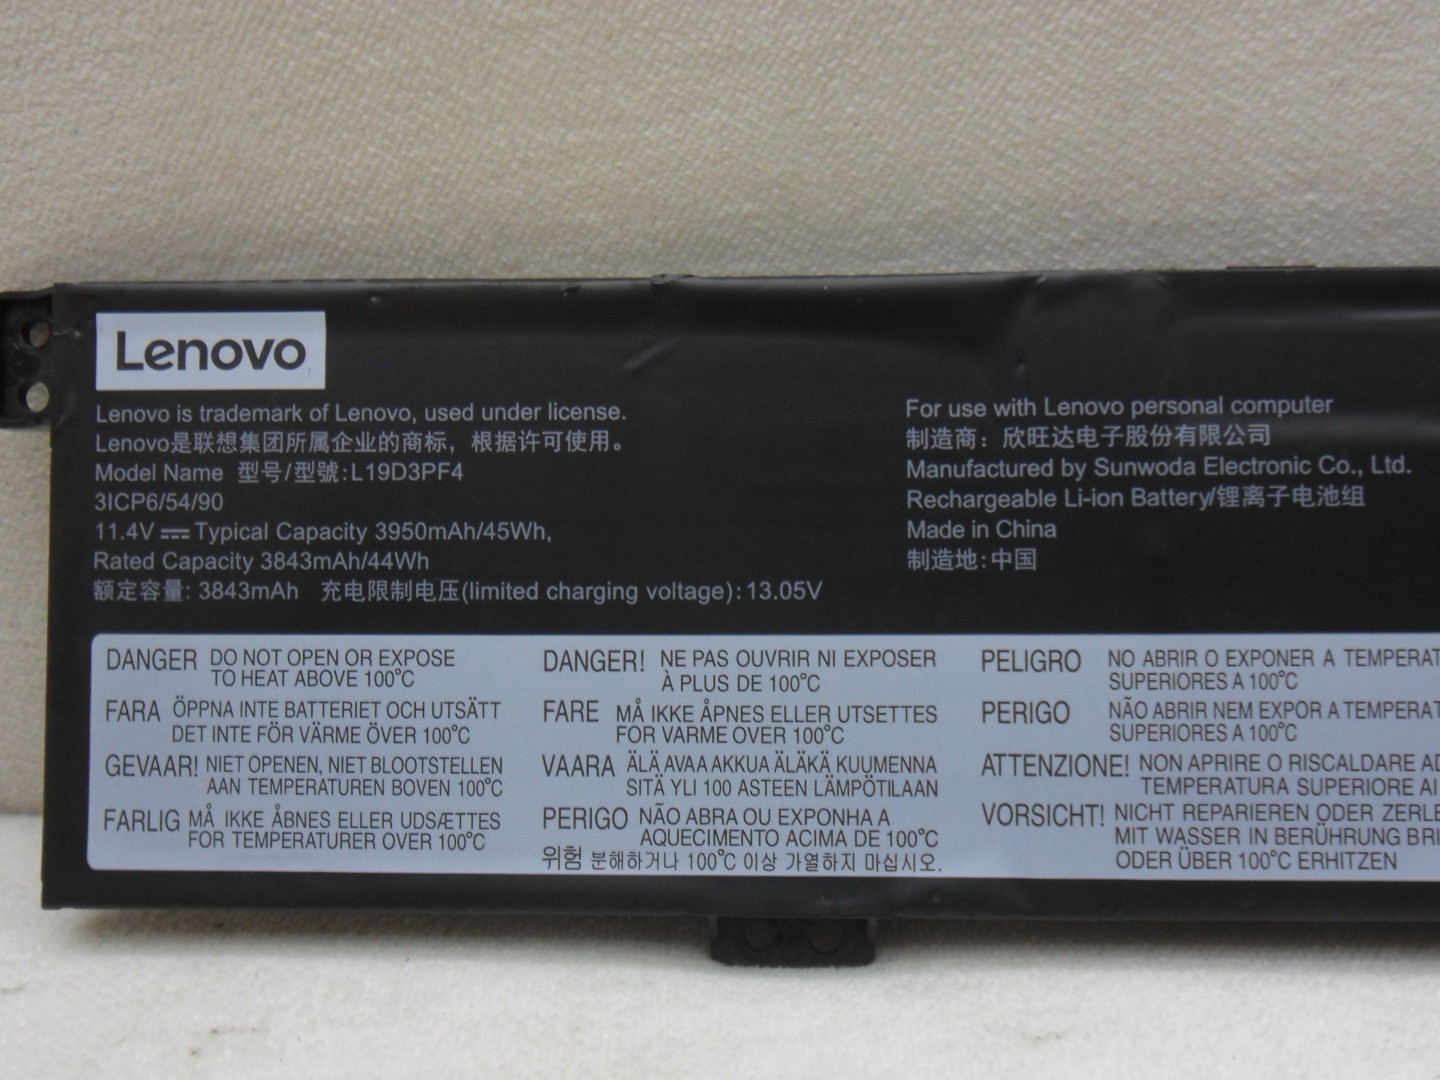 Lenovo
Lenovo is trademark of Lenovo, used under license.
Lenovo是联想集团所属企业的商标，根据许可使用。
Model Name 型号/型號:L19D3PF4
3ICP6/54/90
11.4V ⎓ Typical Capacity 3950mAh/45Wh,
Rated Capacity 3843mAh/44Wh
额定容量: 3843mAh 充电限制电压(limited charging voltage):13.05V
For use with Lenovo personal computer
制造商：欣旺达电子股份有限公司
Manufactured by Sunwoda Electronic Co., Ltd.
Rechargeable Li-ion Battery/锂离子电池组
Made in China
制造地:中国
DANGER DO NOT OPEN OR EXPOSE
TO HEAT ABOVE 100°C
FARA ÖPPNA INTE BATTERIET OCH UTSÄTT
DET INTE FÖR VÄRME ÖVER 100°C
GEVAAR! NIET OPENEN, NIET BLOOTSTELLEN
AAN TEMPERATUREN BOVEN 100°C
FARLIG MÅ IKKE ÅBNES ELLER UDSÆTTES
FOR TEMPERATURER OVER 100°C
DANGER! NE PAS OUVRIR NI EXPOSER
À PLUS DE 100°C
FARE MÅ IKKE ÅPNES ELLER UTSETTES
FOR VARME OVER 100°C
VAARA ÄLÄ AVAA AKKUA ÄLÄKÄ KUUMENNA
SITÄ YLI 100 ASTEEN LÄMPÖTILAAN
PERIGO NÃO ABRA OU EXPONHA A
AQUECIMENTO ACIMA DE 100°C
위험 분해하거나 100°C 이상 가열하지 마십시오.
PELIGRO NO ABRIR O EXPONER A TEMPERAT
SUPERIORES A 100°C
PERIGO NÃO ABRIR NEM EXPOR A TEMPERAT
SUPERIORES A 100°C
ATTENZIONE! NON APRIRE O RISCALDARE AD
TEMPERATURA SUPERIORE AI
VORSICHT! NICHT REPARIEREN ODER ZERLE
MIT WASSER IN BERÜHRUNG BRI
ODER ÜBER 100°C ERHITZEN